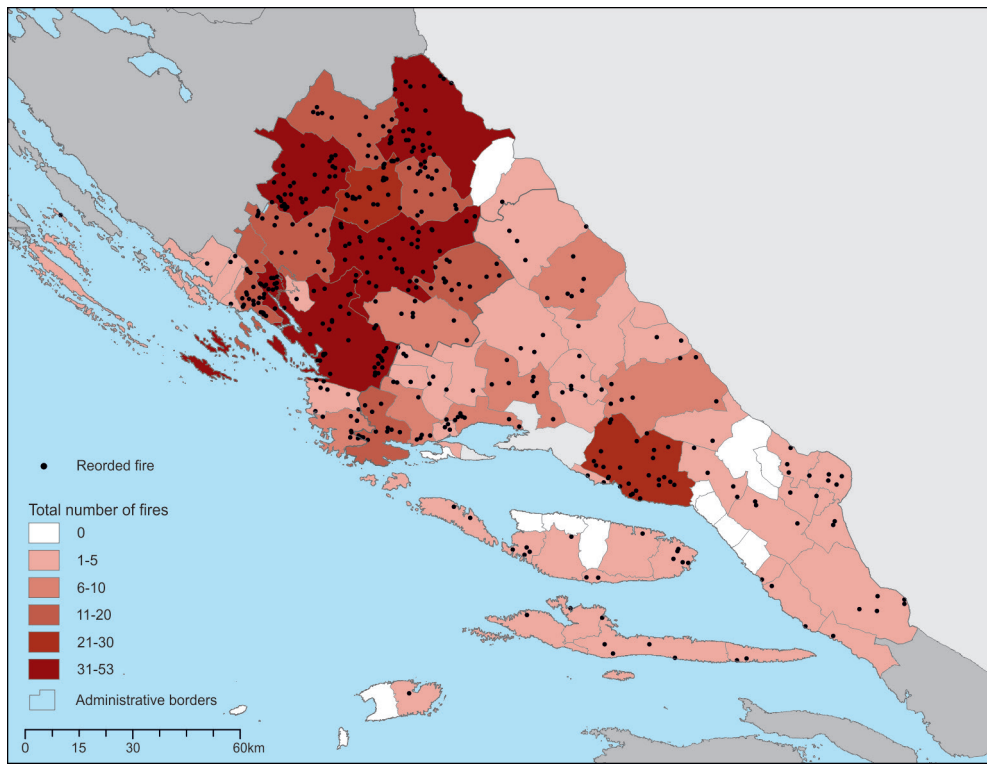 Reorded fire
Total number of fires
0
1-5
6-10
11-20
21-30
31-53
Administrative borders
0 15 30 60km